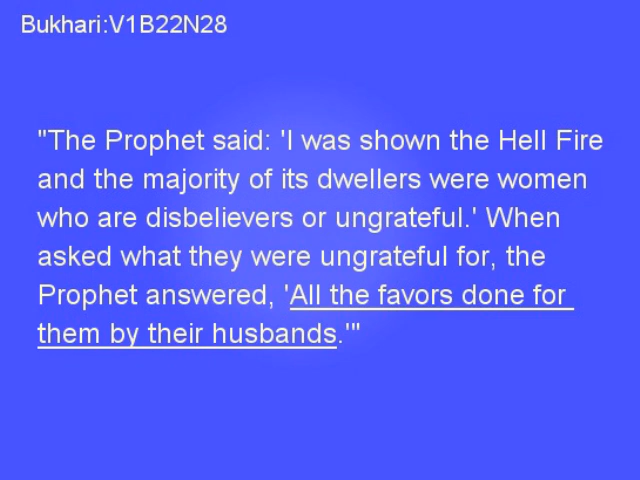 Bukhari:V1B22N28
"The Prophet said: 'I was shown the Hell Fire
and the majority of its dwellers were women
who are disbelievers or ungrateful.' When
asked what they were ungrateful for, the
Prophet answered, 'All the favors done for
them by their husbands.'"